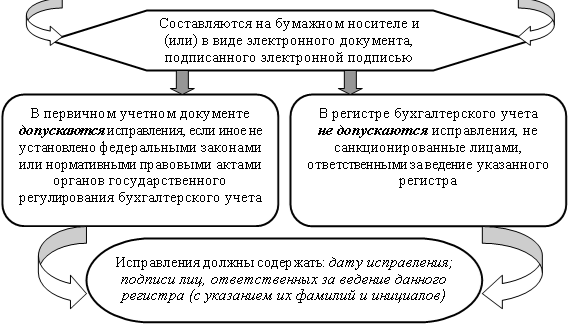 Составляются на бумажном носителе и
(или) в виде электронного документа,
подписанного электронной подписью
В первичном учетном документе
допускаются исправления, если иное не
установлено федеральными законами
или нормативными правовыми актами
органов государственного
регулирования бухгалтерского учета
В регистре бухгалтерского учета
не допускаются исправления, не
санкционированные лицами,
ответственными за ведение указанного
регистра
Исправления должны содержать: дату исправления;
подписи лиц, ответственных за ведение данного
регистра (с указанием их фамилий и инициалов)